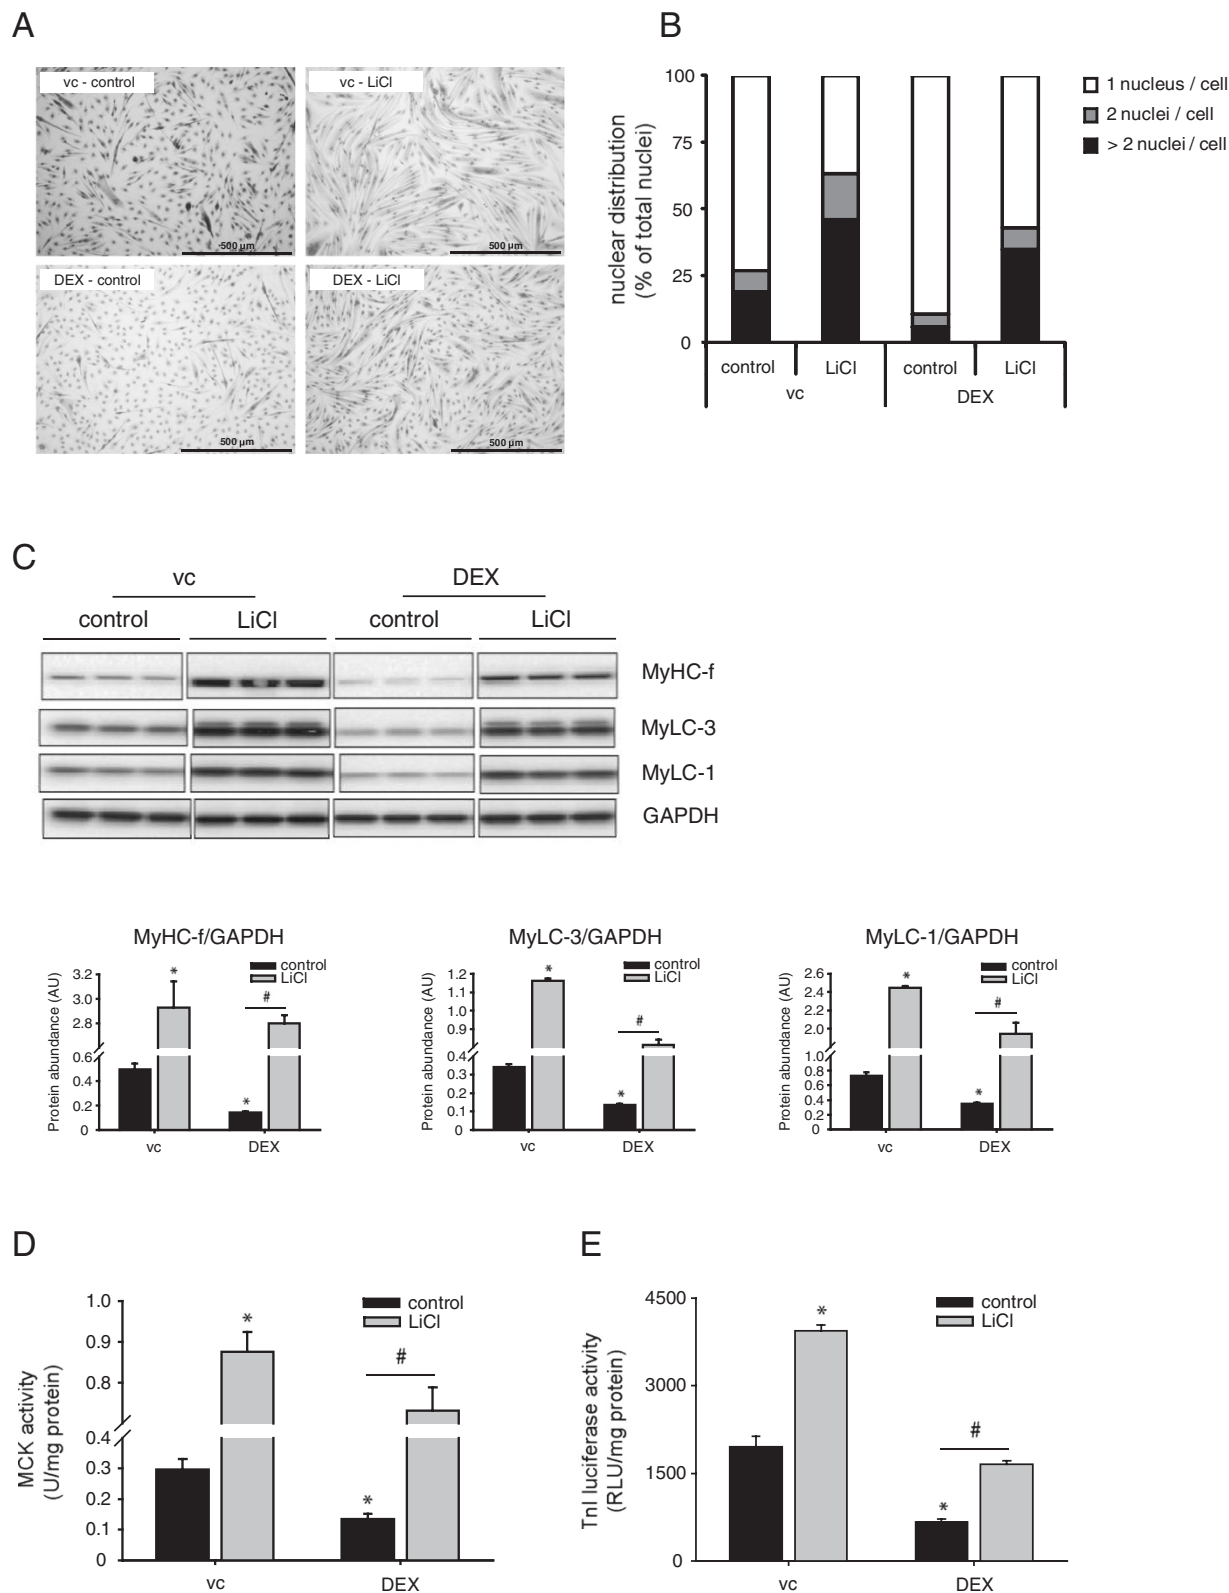 A
vc - control
vc - LiCl
500 µm
500 µm
DEX - control
DEX - LiCl
500 µm
500 µm
B
nuclear distribution
(% of total nuclei)
100
75
50
25
0
control
LiCl
control
LiCl
vc
DEX
1 nucleus / cell
2 nuclei / cell
> 2 nuclei / cell
C
vc
DEX
control
LiCl
control
LiCl
MyHC-f
MyLC-3
MyLC-1
GAPDH
MyHC-f/GAPDH
Protein abundance (AU)
3.2
3.0
2.8
0.6
0.4
0.2
0
*
*
#
control
LiCl
vc
DEX
MyLC-3/GAPDH
Protein abundance (AU)
1.2
1.1
1.0
0.9
0.4
0.3
0.2
0.1
0
*
*
#
control
LiCl
vc
DEX
MyLC-1/GAPDH
Protein abundance (AU)
2.6
2.4
2.2
2.0
1.0
0.8
0.6
0.4
0.2
0
*
*
#
control
LiCl
vc
DEX
D
MCK activity
(U/mg protein)
1.0
0.9
0.8
0.4
0.3
0.2
0.1
0
*
*
#
control
LiCl
vc
DEX
E
TnI luciferase activity
(RLU/mg protein)
4500
3000
1500
0
*
*
#
control
LiCl
vc
DEX